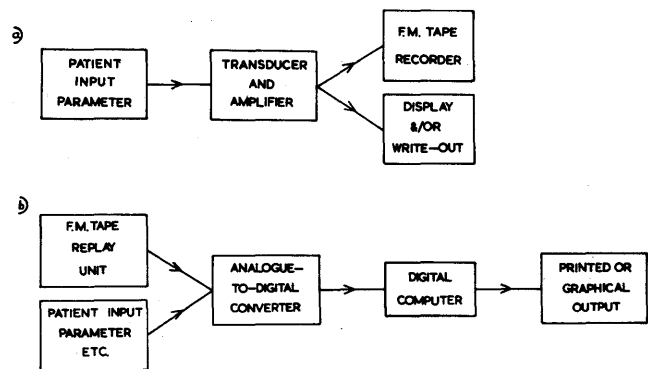 a)
PATIENT
INPUT
PARAMETER
TRANSDUCER
AND
AMPLIFIER
F.M. TAPE
RECORDER
DISPLAY
&/OR
WRITE-OUT
b)
F.M. TAPE
REPLAY
UNIT
PATIENT INPUT
PARAMETER
ETC.
ANALOGUE-
TO-DIGITAL
CONVERTER
DIGITAL
COMPUTER
PRINTED OR
GRAPHICAL
OUTPUT